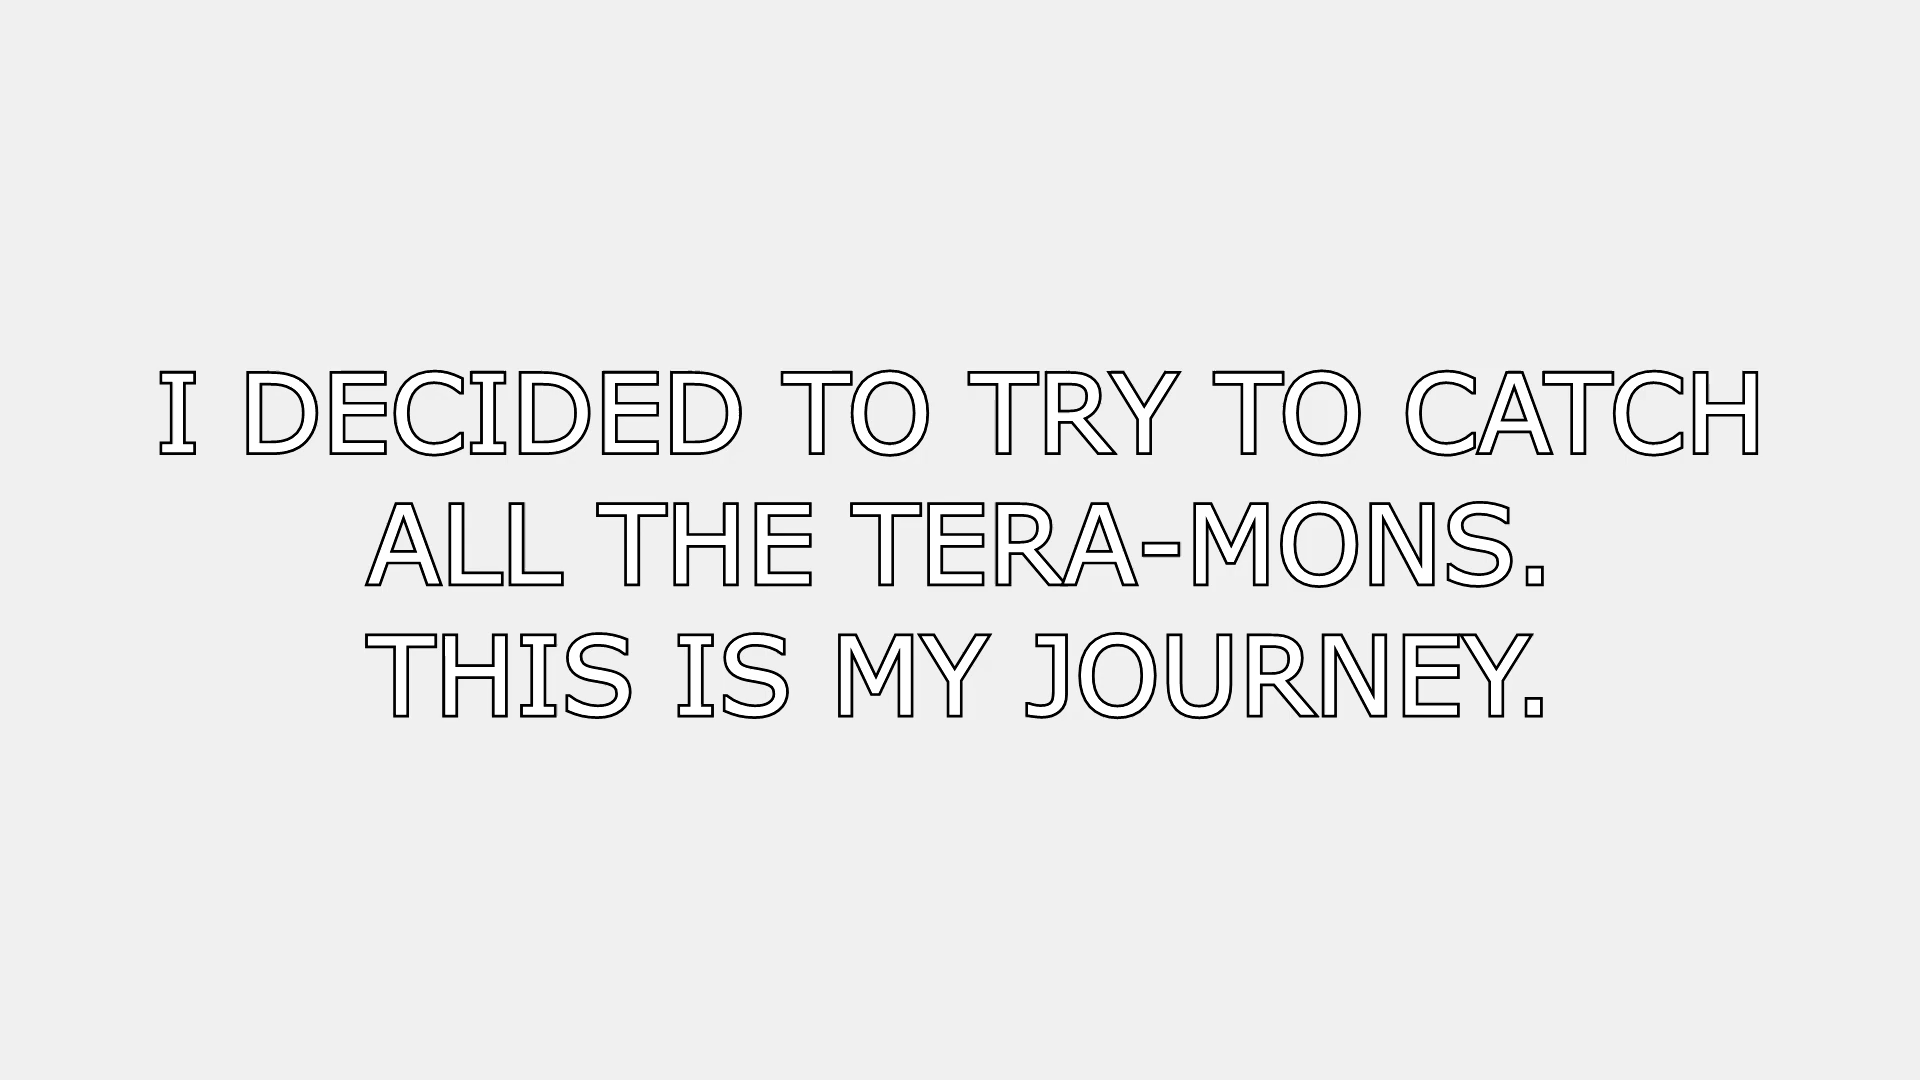 I DECIDED TO TRY TO CATCH
ALL THE TERA-MONS.
THIS IS MY JOURNEY.